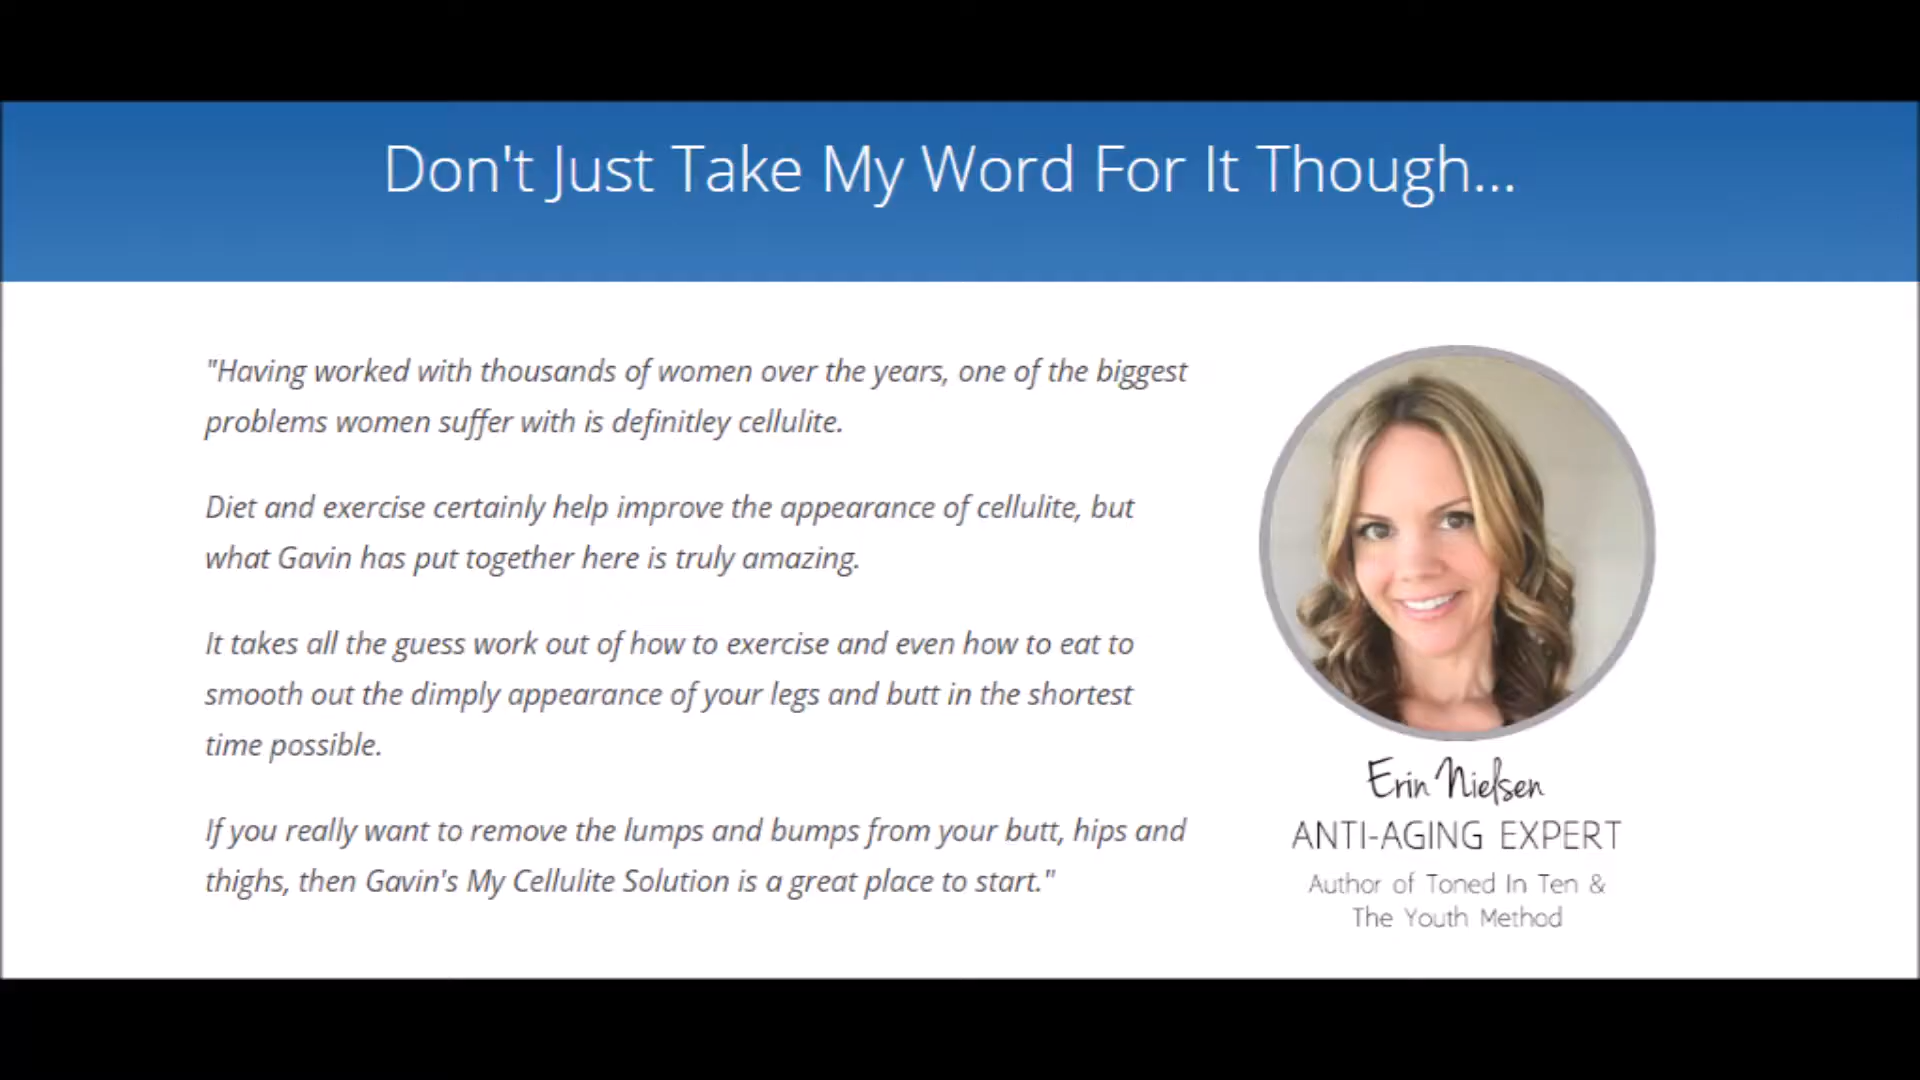 Don't Just Take My Word For It Though...
"Having worked with thousands of women over the years, one of the biggest
problems women suffer with is definitley cellulite.
Diet and exercise certainly help improve the appearance of cellulite, but
what Gavin has put together here is truly amazing.
It takes all the guess work out of how to exercise and even how to eat to
smooth out the dimply appearance of your legs and butt in the shortest
time possible.
If you really want to remove the lumps and bumps from your butt, hips and
thighs, then Gavin's My Cellulite Solution is a great place to start."
Erin Nielsen
ANTI-AGING EXPERT
Author of Toned In Ten &
The Youth Method